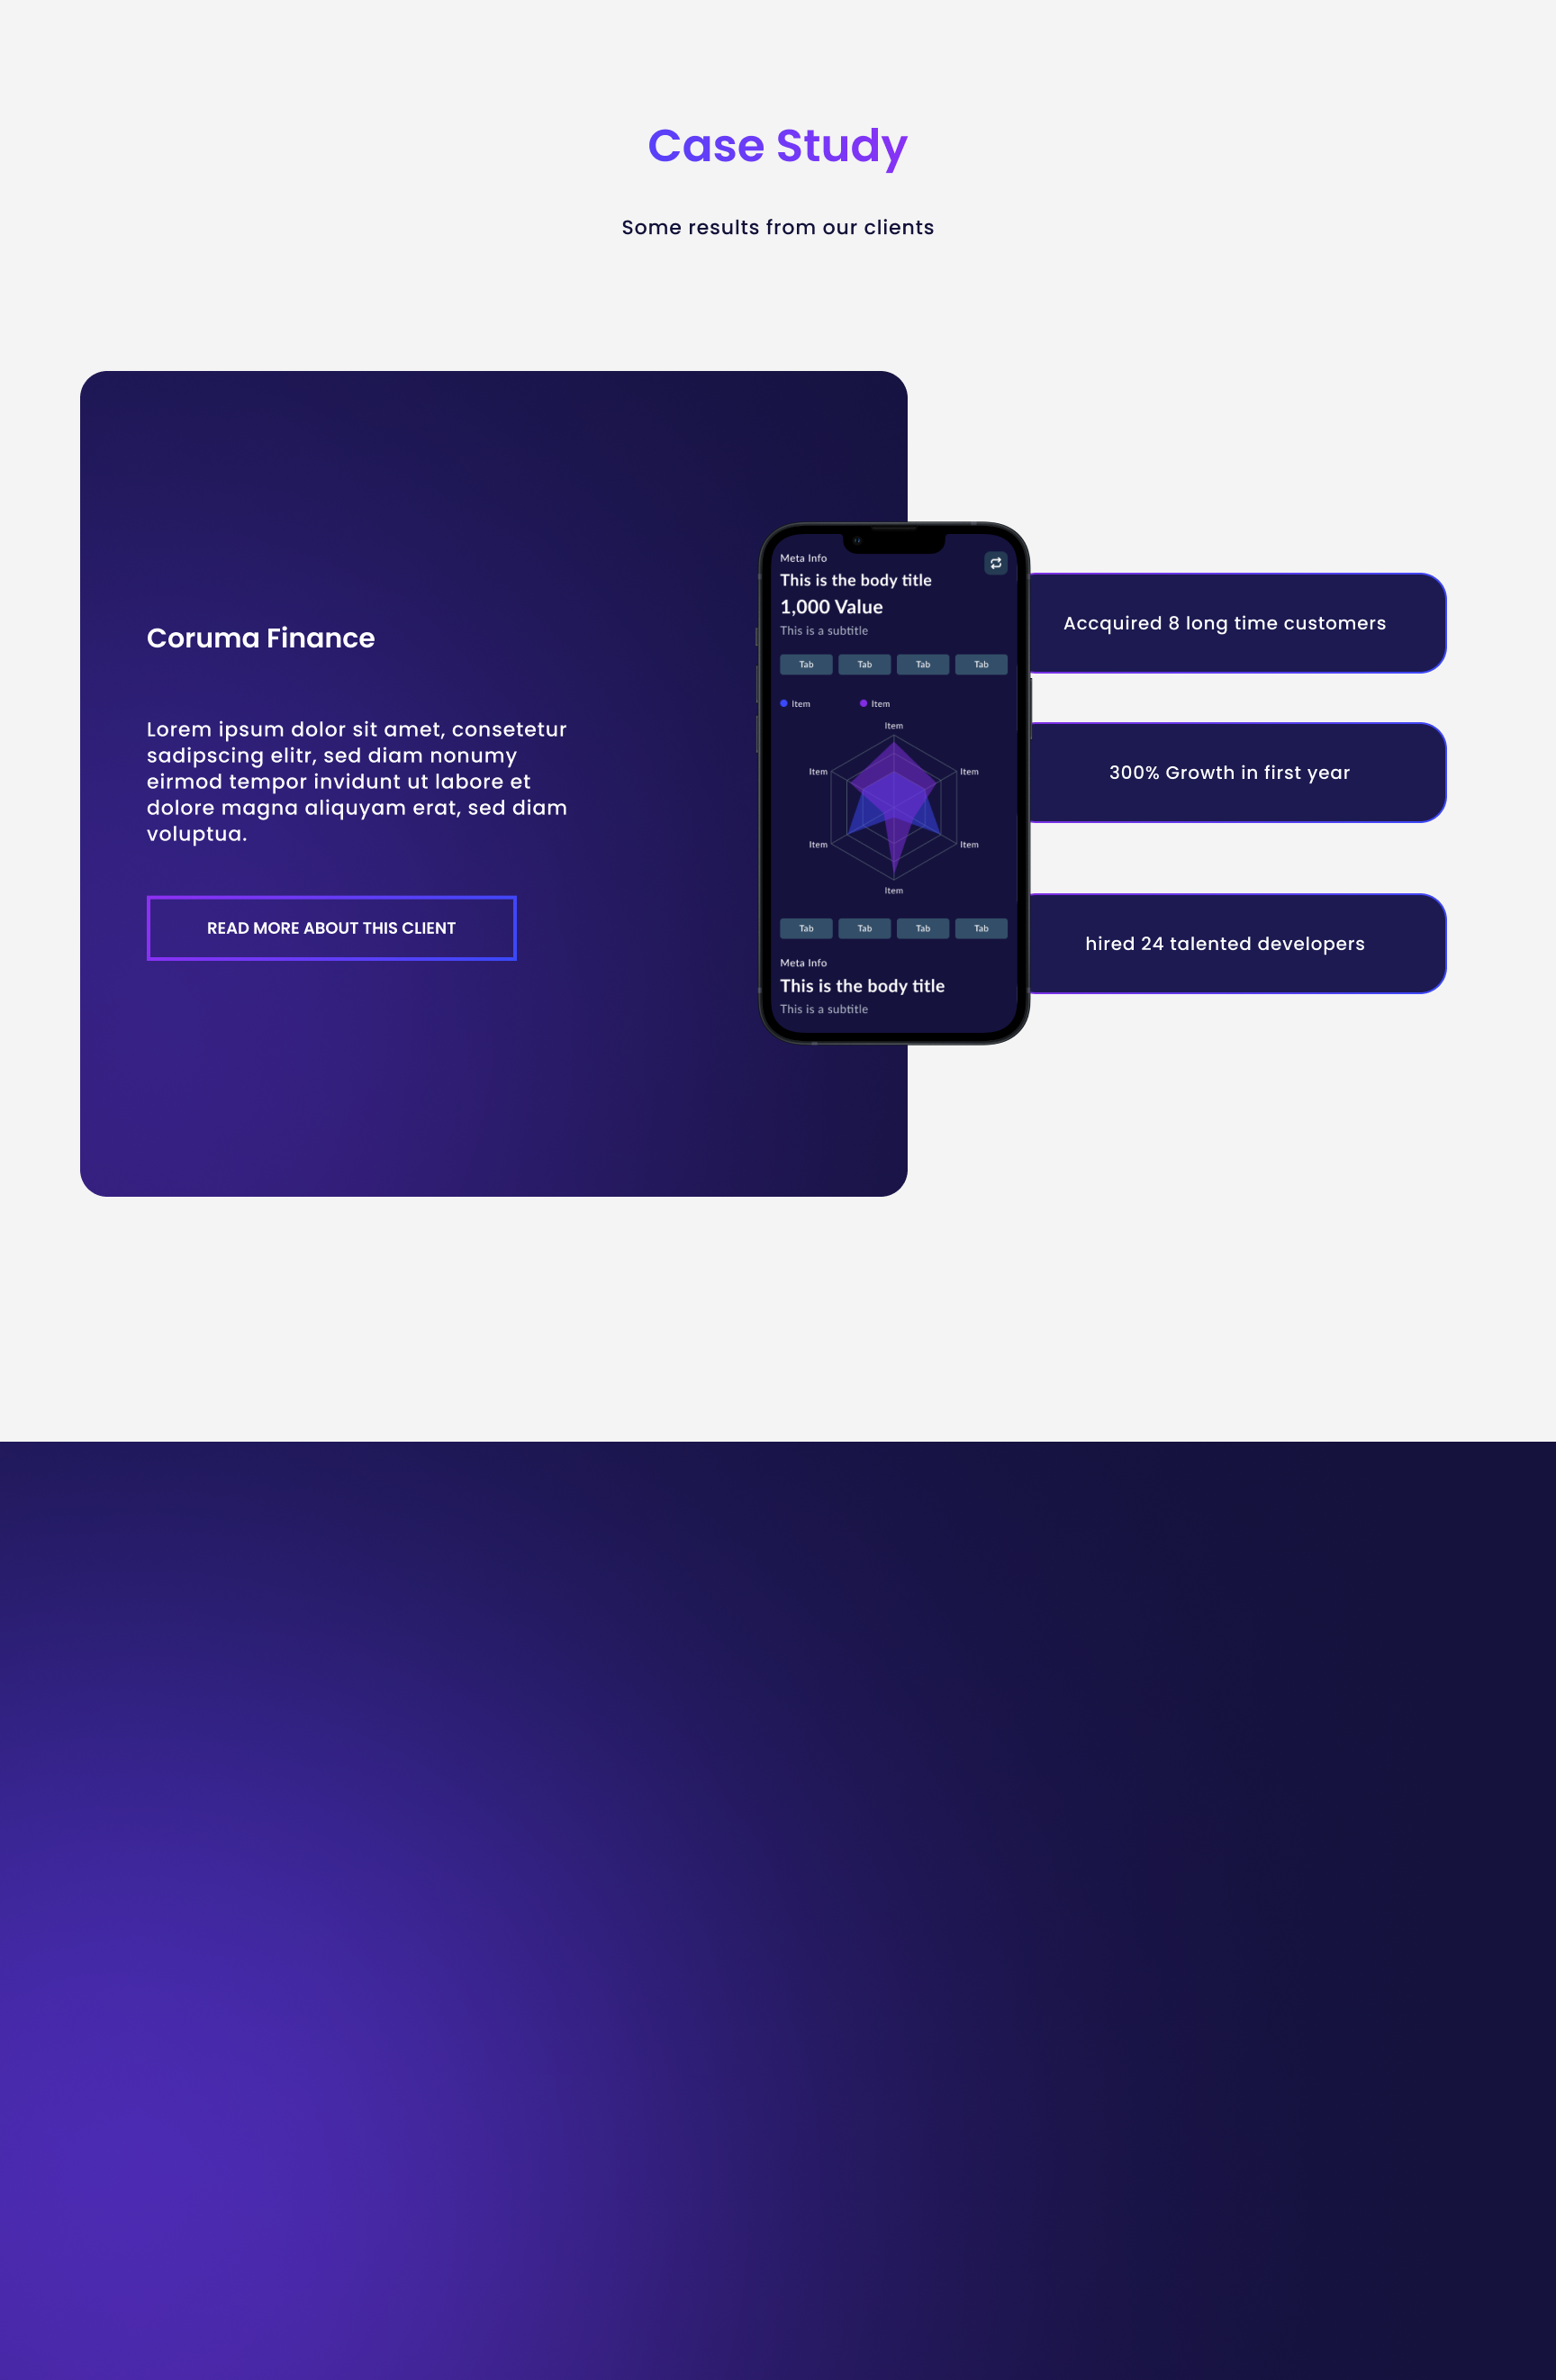 Case Study
Some results from our clients
Coruma Finance
Lorem ipsum dolor sit amet, consetetur
sadipscing elitr, sed diam nonumy
eirmod tempor invidunt ut labore et
dolore magna aliquyam erat, sed diam
voluptua.
READ MORE ABOUT THIS CLIENT
Meta Info
This is the body title
1,000 Value
This is a subtitle
Tab Tab Tab Tab
Item Item
Item
Item Item
Item Item
Item
Tab Tab Tab Tab
Meta Info
This is the body title
This is a subtitle
Accquired 8 long time customers
300% Growth in first year
hired 24 talented developers